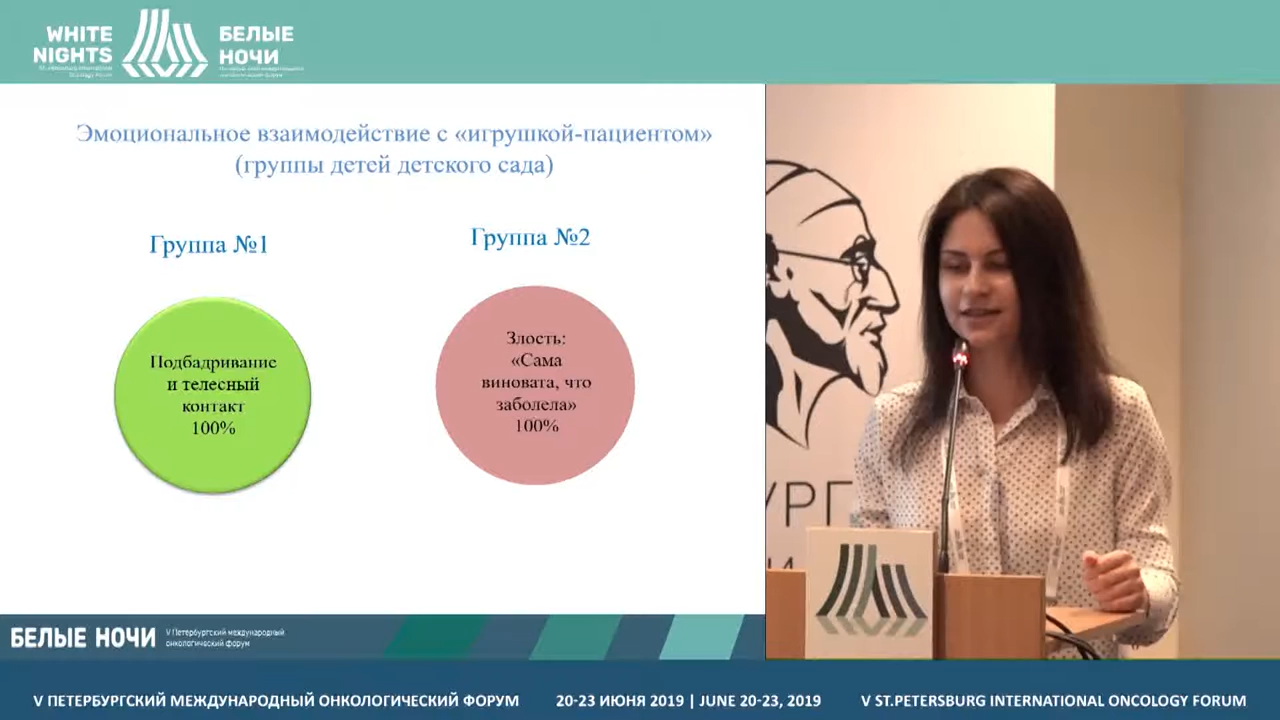 WHITE
NIGHTS
БЕЛЫЕ
НОЧИ
Эмоциональное взаимодействие с «игрушкой-пациентом»
(группы детей детского сада)
Группа №1
Группа №2
Подбадривание
и телесный
контакт
100%
Злость:
«Сама
виновата, что
заболела»
100%
УРГ
БЕЛЫЕ НОЧИ
V Петербургский международный
онкологический форум
V ПЕТЕРБУРГСКИЙ МЕЖДУНАРОДНЫЙ ОНКОЛОГИЧЕСКИЙ ФОРУМ
20-23 ИЮНЯ 2019 | JUNE 20-23, 2019
V ST.PETERSBURG INTERNATIONAL ONCOLOGY FORUM